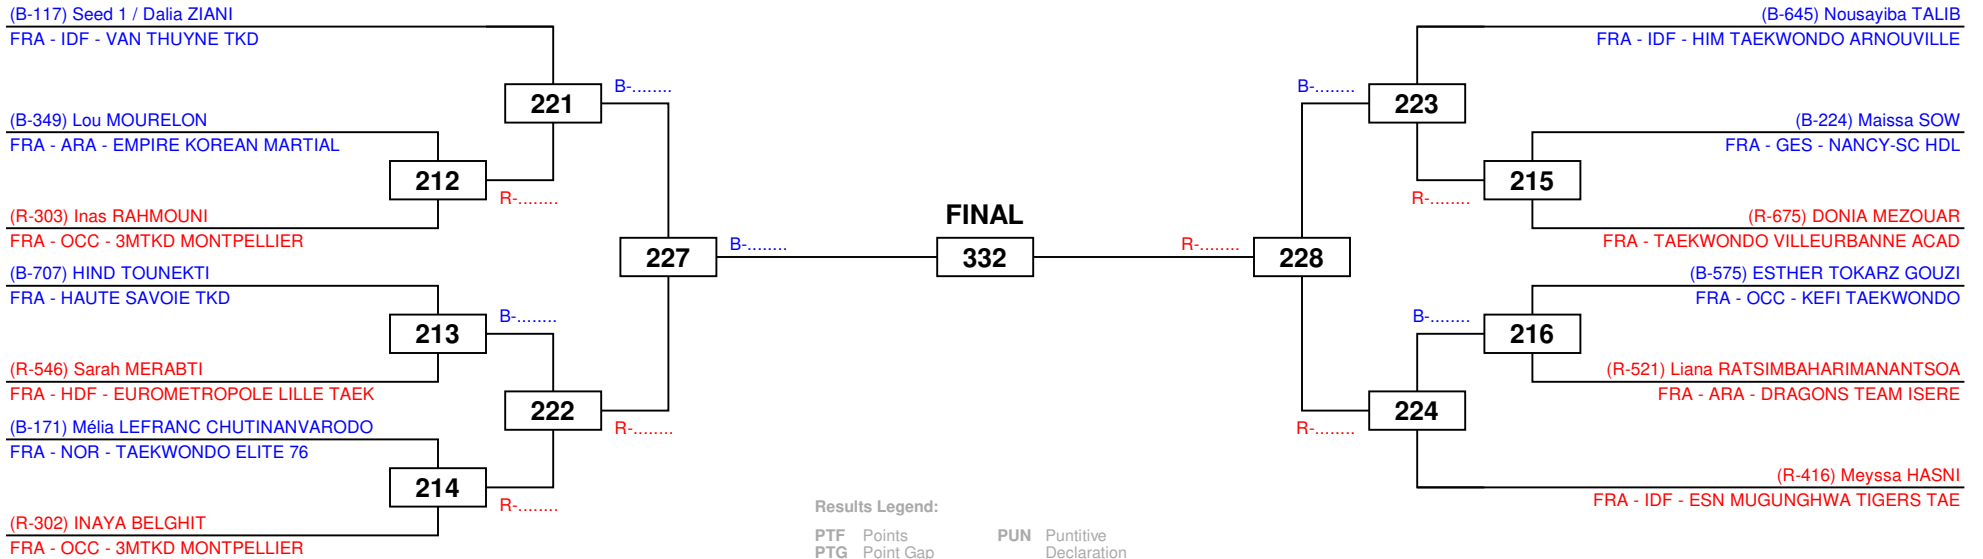 (B-117) Seed 1 / Dalia ZIANI
FRA - IDF - VAN THUYNE TKD
(B-349) Lou MOURELON
FRA - ARA - EMPIRE KOREAN MARTIAL
(R-303) Inas RAHMOUNI
FRA - OCC - 3MTKD MONTPELLIER
(B-707) HIND TOUNEKTI
FRA - HAUTE SAVOIE TKD
(R-546) Sarah MERABTI
FRA - HDF - EUROMETROPOLE LILLE TAEK
(B-171) Mélia LEFRANC CHUTINANVARODO
FRA - NOR - TAEKWONDO ELITE 76
(R-302) INAYA BELGHIT
FRA - OCC - 3MTKD MONTPELLIER
212
213
214
R-........
B-........
R-........
221
222
B-........
R-........
227
B-........
FINAL
332
R-........
228
B-........
R-........
223
224
R-........
B-........
215
216
(B-645) Nousayiba TALIB
FRA - IDF - HIM TAEKWONDO ARNOUVILLE
(B-224) Maissa SOW
FRA - GES - NANCY-SC HDL
(R-675) DONIA MEZOUAR
FRA - TAEKWONDO VILLEURBANNE ACAD
(B-575) ESTHER TOKARZ GOUZI
FRA - OCC - KEFI TAEKWONDO
(R-521) Liana RATSIMBAHARIMANANTSOA
FRA - ARA - DRAGONS TEAM ISERE
(R-416) Meyssa HASNI
FRA - IDF - ESN MUGUNGHWA TIGERS TAE
Results Legend:
PTF Points
PTG Point Gap
PUN Puntitive
Declaration